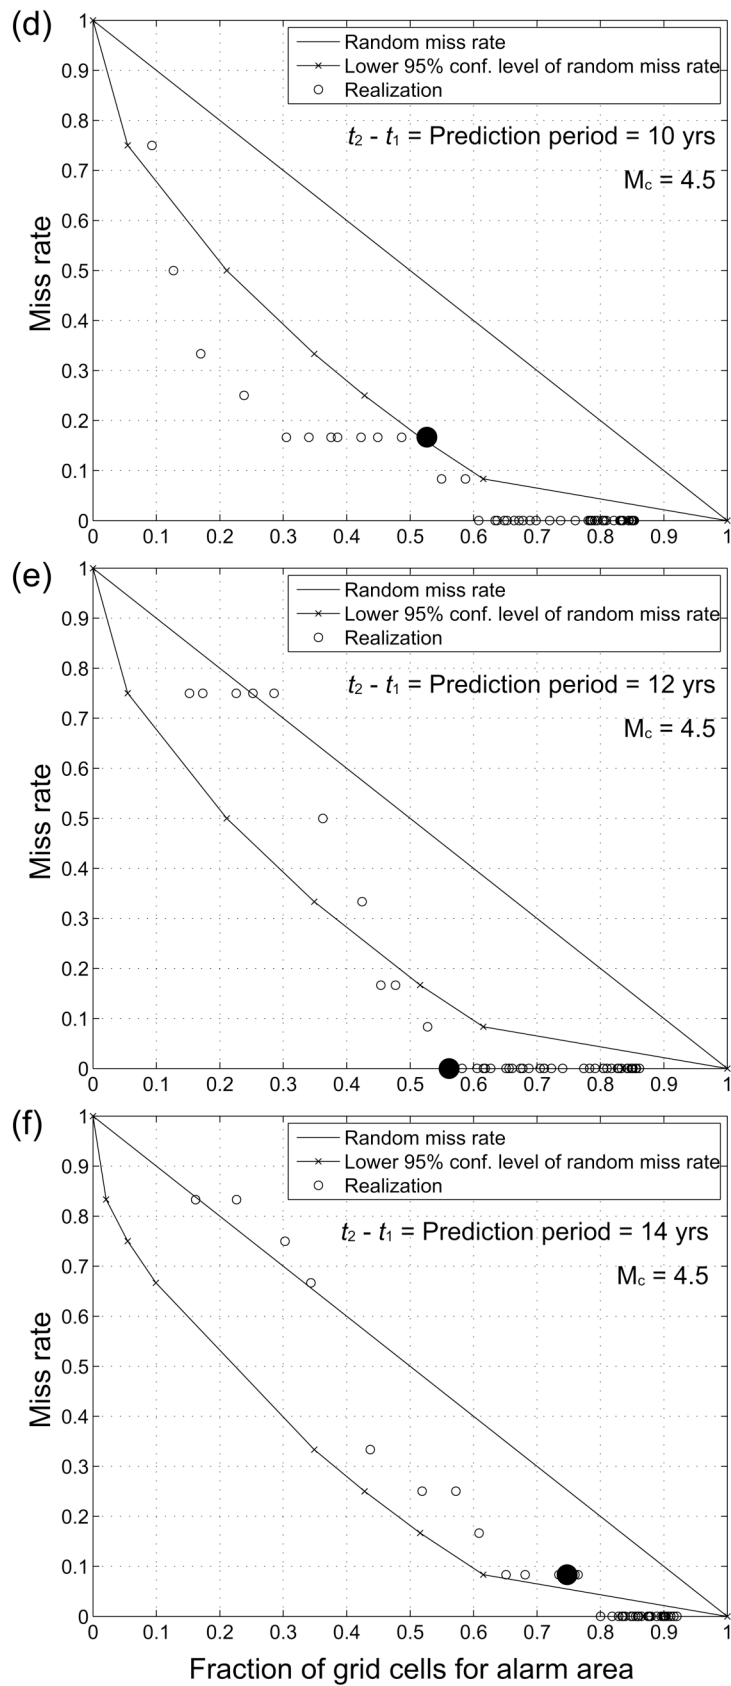 (d)
Random miss rate
Lower 95% conf. level of random miss rate
Realization
t2 - t1 = Prediction period = 10 yrs
Mc = 4.5
Miss rate
1
0.9
0.8
0.7
0.6
0.5
0.4
0.3
0.2
0.1
0
0 0.1 0.2 0.3 0.4 0.5 0.6 0.7 0.8 0.9 1
(e)
Random miss rate
Lower 95% conf. level of random miss rate
Realization
t2 - t1 = Prediction period = 12 yrs
Mc = 4.5
Miss rate
1
0.9
0.8
0.7
0.6
0.5
0.4
0.3
0.2
0.1
0
0 0.1 0.2 0.3 0.4 0.5 0.6 0.7 0.8 0.9 1
(f)
Random miss rate
Lower 95% conf. level of random miss rate
Realization
t2 - t1 = Prediction period = 14 yrs
Mc = 4.5
Miss rate
1
0.9
0.8
0.7
0.6
0.5
0.4
0.3
0.2
0.1
0
0 0.1 0.2 0.3 0.4 0.5 0.6 0.7 0.8 0.9 1
Fraction of grid cells for alarm area